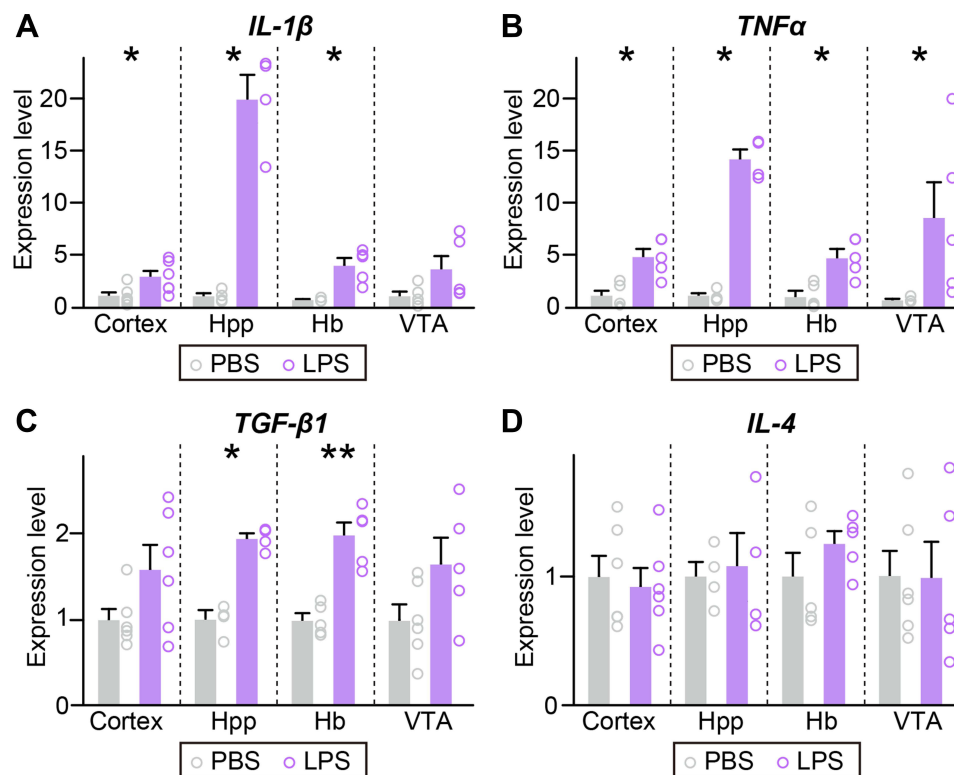 A IL-1β
* * *
Expression level
20
15
10
5
0
Cortex Hpp Hb VTA
PBS LPS
B TNFα
* * * *
Expression level
20
15
10
5
0
Cortex Hpp Hb VTA
PBS LPS
C TGF-β1
* **
Expression level
2
1
0
Cortex Hpp Hb VTA
PBS LPS
D IL-4
Expression level
1
0
Cortex Hpp Hb VTA
PBS LPS